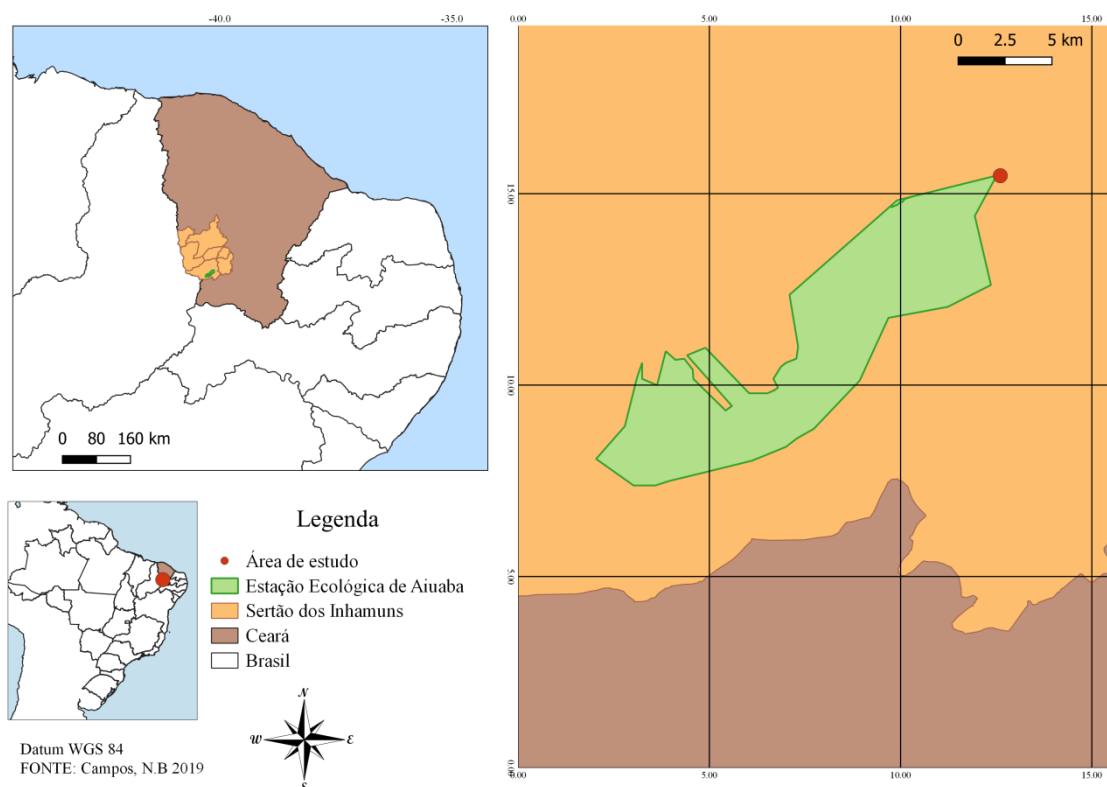 -40.0
-35.0
0 80 160 km
0.00
5.00
10.00
15.00
0 2.5 5 km
15.00
10.00
5.00
0.00
0.00
5.00
10.00
15.00
Legenda
Área de estudo
Estação Ecológica de Aiuaba
Sertão dos Inhamuns
Ceará
Brasil
N
W
E
S
Datum WGS 84
FONTE: Campos, N.B 2019